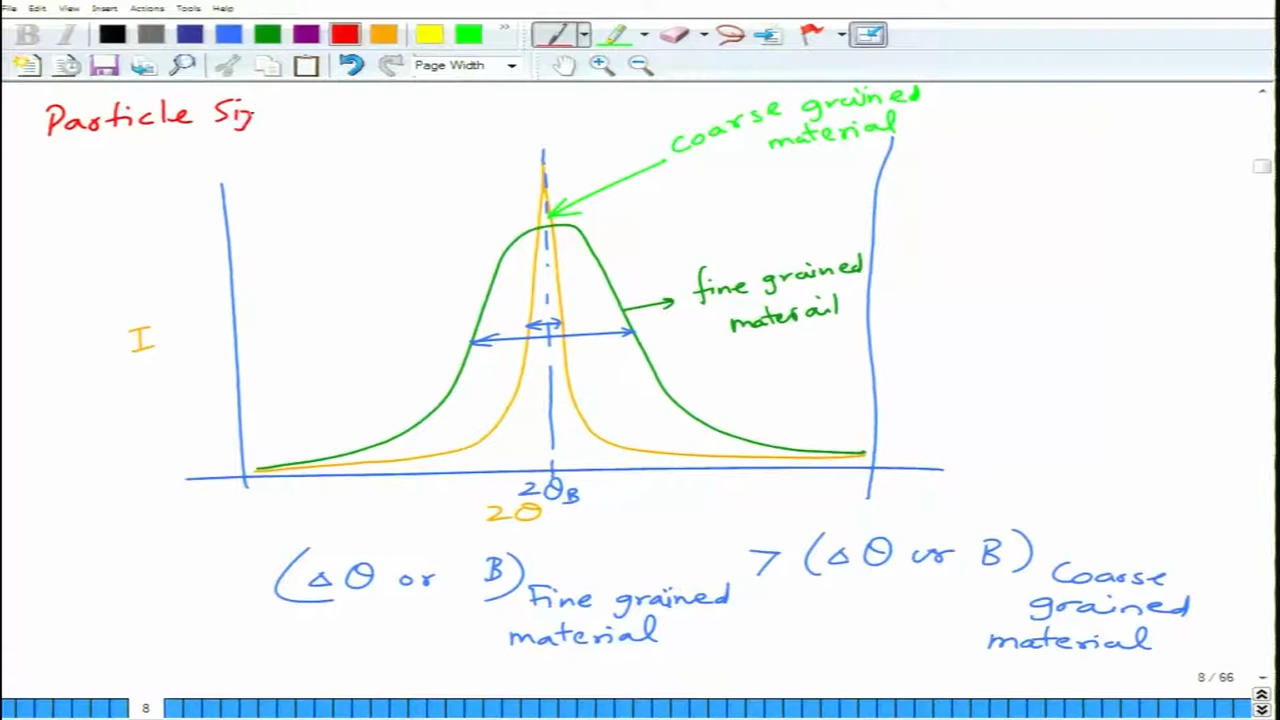 File Edit View Insert Actions Tools Help
B I
Page Width
Particle Siz
coarse grained
material
fine grained
materail
I
2θB
2θ
(Δθ or B) Fine grained material > (Δθ or B) Coarse grained material
8 / 66
8